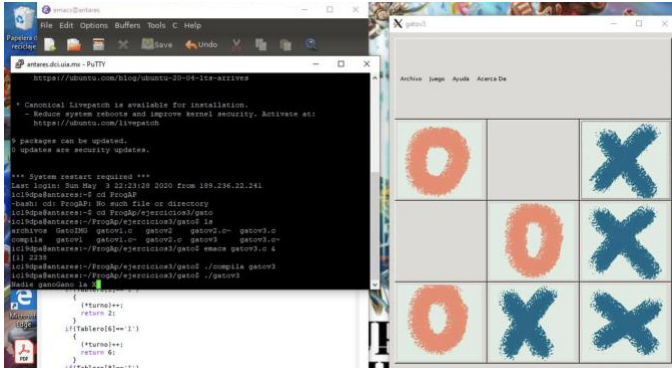 Papelera d
reciclaje
emacs@antares
File Edit Options Buffers Tools C Help
Save
Undo
antares.dci.uia.mx - PuTTY
https://ubuntu.com/blog/ubuntu-20-04-lts-arrives
* Canonical Livepatch is available for installation.
- Reduce system reboots and improve kernel security. Activate at:
https://ubuntu.com/livepatch
9 packages can be updated.
0 updates are security updates.
*** System restart required ***
Last login: Sun May 3 22:23:28 2020 from 189.236.22.241
ic19dpa@antares:~$ cd ProgAP
-bash: cd: ProgAP: No such file or directory
ic19dpa@antares:~/ProgAp/ejercicios3/gato$ ls
archivos GatoIMG gatov1.c gatov2 gatov2.c~ gatov3.c
compila gatov1 gatov1.c~ gatov2.c gatov3 gatov3.c~
ic19dpa@antares:~/ProgAp/ejercicios3/gato$ emacs gatov3.c &
[1] 2238
ic19dpa@antares:~/ProgAp/ejercicios3/gato$ ./compila gatov3
ic19dpa@antares:~/ProgAp/ejercicios3/gato$ ./gatov3
Nadie ganoGano la X
{
(*turno)++;
return 2;
}
if(Tablero[6]=='I')
{
(*turno)++;
return 6;
}
Microsoft
Edge
PDF
gatov3
Archivo Juego Ayuda Acerca De
O X
O X
O X X